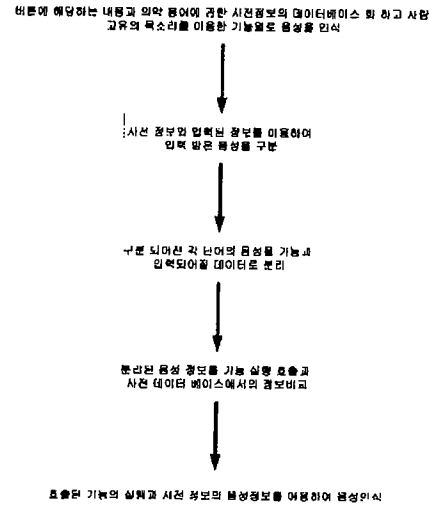 버튼에 해당하는 내용과 의약 용어에 관한 사전정보의 데이터베이스 화 하고 사람
고유의 목소리를 이용한 기능별로 음성을 인식
사전 정보와 입력된 정보를 이용하여
입력 받은 음성을 구분
구분 되어진 각 단어의 음성을 기능과
입력되어질 데이터로 분리
분리된 음성 정보를 기능 실행 호출과
사전 데이터 베이스에서의 정보비교
호출된 기능의 실행과 사전 정보의 음성정보를 이용하여 음성인식